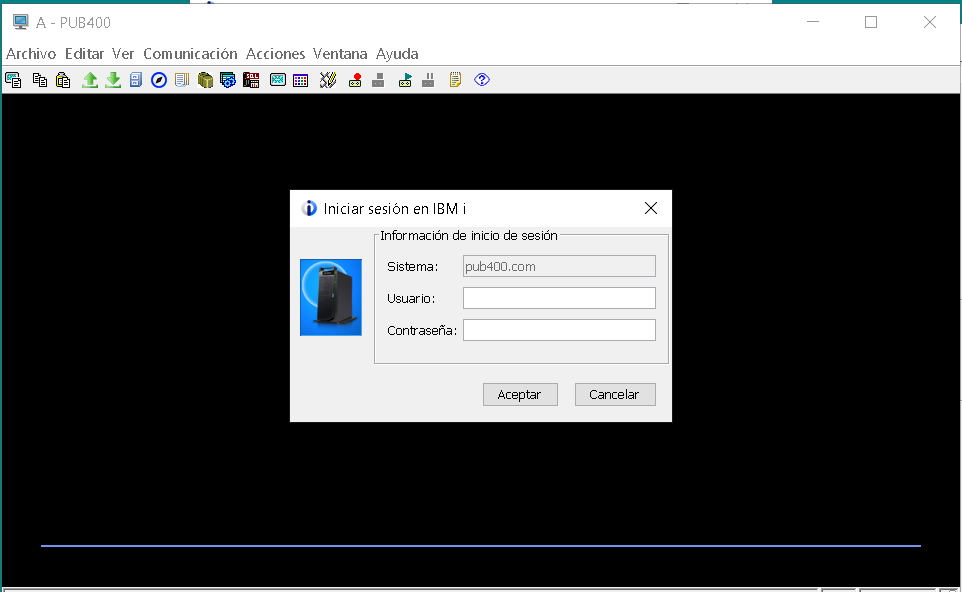 A - PUB400
Archivo Editar Ver Comunicación Acciones Ventana Ayuda
Iniciar sesión en IBM i
Información de inicio de sesión
Sistema: pub400.com
Usuario:
Contraseña:
Aceptar Cancelar